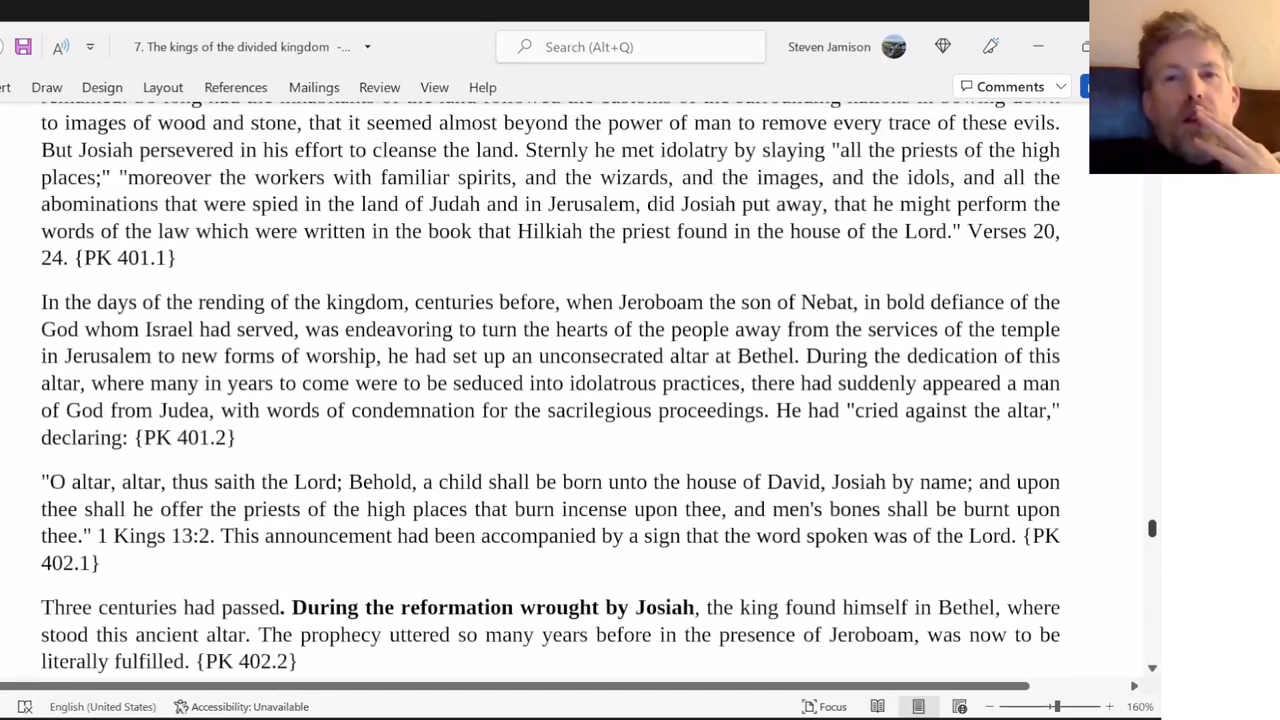 7. The kings of the divided kingdom -...
Search (Alt+Q)
Steven Jamison
Draw Design Layout References Mailings Review View Help
Comments
to images of wood and stone, that it seemed almost beyond the power of man to remove every trace of these evils.
But Josiah persevered in his effort to cleanse the land. Sternly he met idolatry by slaying "all the priests of the high
places;" "moreover the workers with familiar spirits, and the wizards, and the images, and the idols, and all the
abominations that were spied in the land of Judah and in Jerusalem, did Josiah put away, that he might perform the
words of the law which were written in the book that Hilkiah the priest found in the house of the Lord." Verses 20,
24. {PK 401.1}
In the days of the rending of the kingdom, centuries before, when Jeroboam the son of Nebat, in bold defiance of the
God whom Israel had served, was endeavoring to turn the hearts of the people away from the services of the temple
in Jerusalem to new forms of worship, he had set up an unconsecrated altar at Bethel. During the dedication of this
altar, where many in years to come were to be seduced into idolatrous practices, there had suddenly appeared a man
of God from Judea, with words of condemnation for the sacrilegious proceedings. He had "cried against the altar,"
declaring: {PK 401.2}
"O altar, altar, thus saith the Lord; Behold, a child shall be born unto the house of David, Josiah by name; and upon
thee shall he offer the priests of the high places that burn incense upon thee, and men's bones shall be burnt upon
thee." 1 Kings 13:2. This announcement had been accompanied by a sign that the word spoken was of the Lord. {PK
402.1}
Three centuries had passed. During the reformation wrought by Josiah, the king found himself in Bethel, where
stood this ancient altar. The prophecy uttered so many years before in the presence of Jeroboam, was now to be
literally fulfilled. {PK 402.2}
English (United States) Accessibility: Unavailable Focus 160%